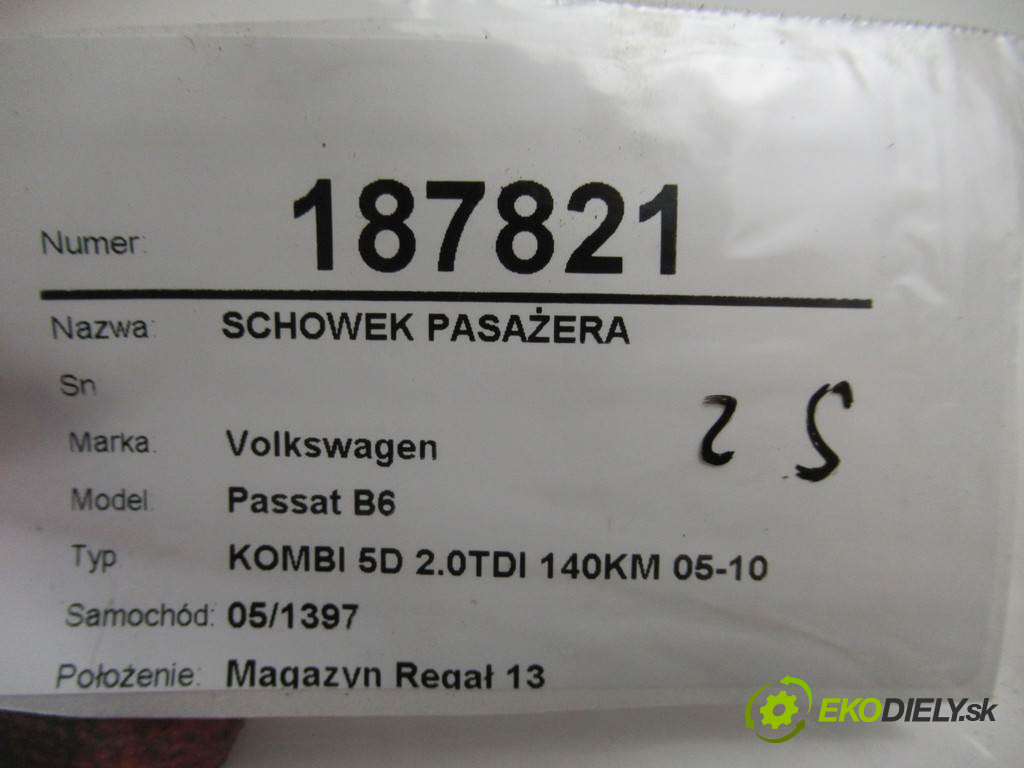 Numer: 187821
Nazwa: SCHOWEK PASAŻERA
Sn
Marka: Volkswagen
Model Passat B6
Typ KOMBI 5D 2.0TDI 140KM 05-10
Samochód: 05/1397
Położenie: Magazyn Regał 13
EKODIELY.sk